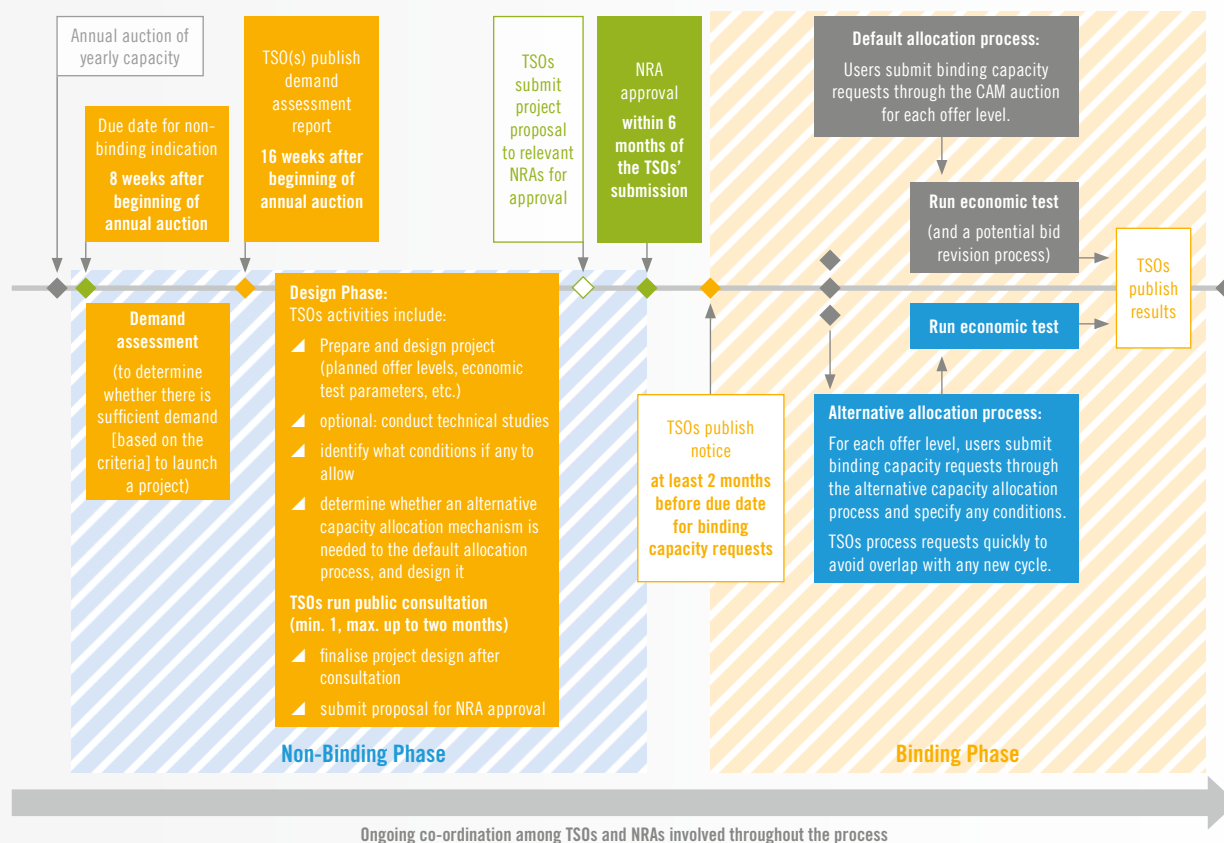 Annual auction of
yearly capacity
Due date for non-
binding indication
8 weeks after
beginning of
annual auction
TSO(s) publish
demand
assessment
report
16 weeks after
beginning of
annual auction
TSOs
submit
project
proposal
to relevant
NRAs for
approval
NRA
approval
within 6
months of
the TSOs'
submission
Default allocation process:
Users submit binding capacity
requests through the CAM auction
for each offer level.
Run economic test
(and a potential bid
revision process)
TSOs
publish
results
Run economic test
Demand
assessment
(to determine
whether there is
sufficient demand
[based on the
criteria] to launch
a project)
Design Phase:
TSOs activities include:
Prepare and design project
(planned offer levels, economic
test parameters, etc.)
optional: conduct technical studies
identify what conditions if any to
allow
determine whether an alternative
capacity allocation mechanism is
needed to the default allocation
process, and design it
TSOs run public consultation
(min. 1, max. up to two months)
finalise project design after
consultation
submit proposal for NRA approval
TSOs publish
notice
at least 2 months
before due date
for binding
capacity requests
Alternative allocation process:
For each offer level, users submit
binding capacity requests through
the alternative capacity allocation
process and specify any conditions.
TSOs process requests quickly to
avoid overlap with any new cycle.
Non-Binding Phase
Binding Phase
Ongoing co-ordination among TSOs and NRAs involved throughout the process